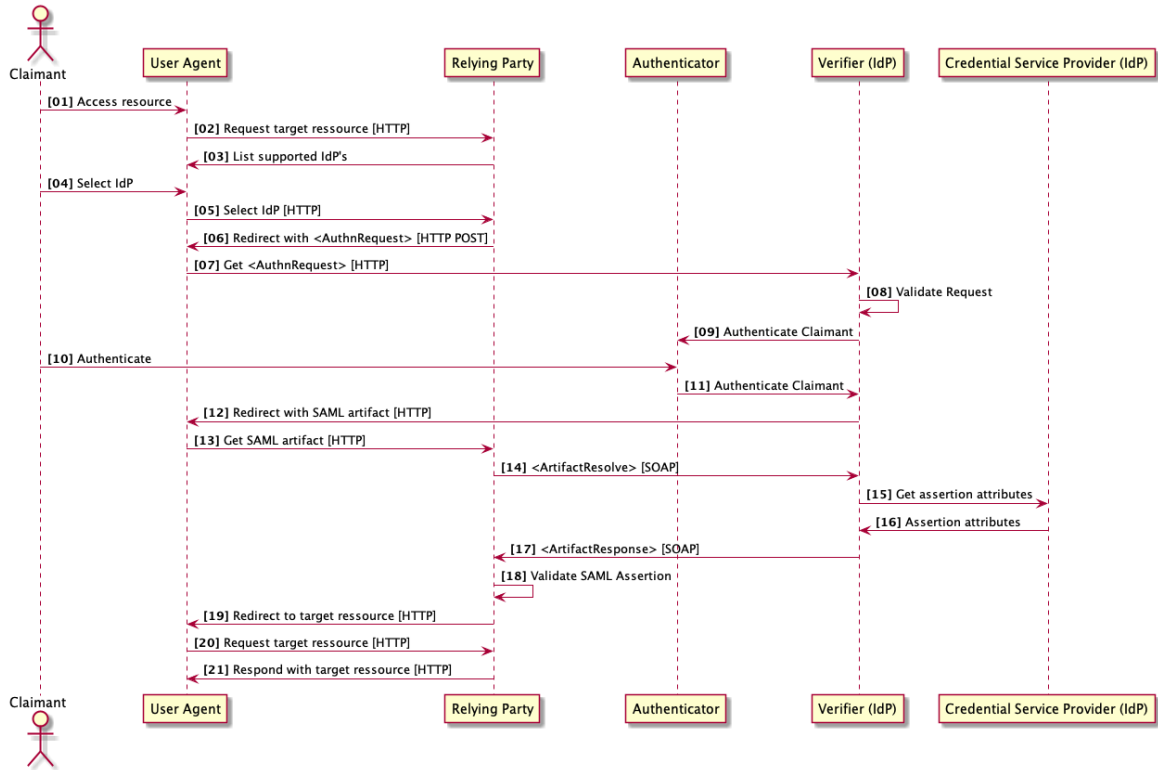 Claimant
User Agent
Relying Party
Authenticator
Verifier (IdP)
Credential Service Provider (IdP)
[01] Access resource
[02] Request target ressource [HTTP]
[03] List supported IdP's
[04] Select IdP
[05] Select IdP [HTTP]
[06] Redirect with <AuthnRequest> [HTTP POST]
[07] Get <AuthnRequest> [HTTP]
[08] Validate Request
[09] Authenticate Claimant
[10] Authenticate
[11] Authenticate Claimant
[12] Redirect with SAML artifact [HTTP]
[13] Get SAML artifact [HTTP]
[14] <ArtifactResolve> [SOAP]
[15] Get assertion attributes
[16] Assertion attributes
[17] <ArtifactResponse> [SOAP]
[18] Validate SAML Assertion
[19] Redirect to target ressource [HTTP]
[20] Request target ressource [HTTP]
[21] Respond with target ressource [HTTP]
Claimant
User Agent
Relying Party
Authenticator
Verifier (IdP)
Credential Service Provider (IdP)